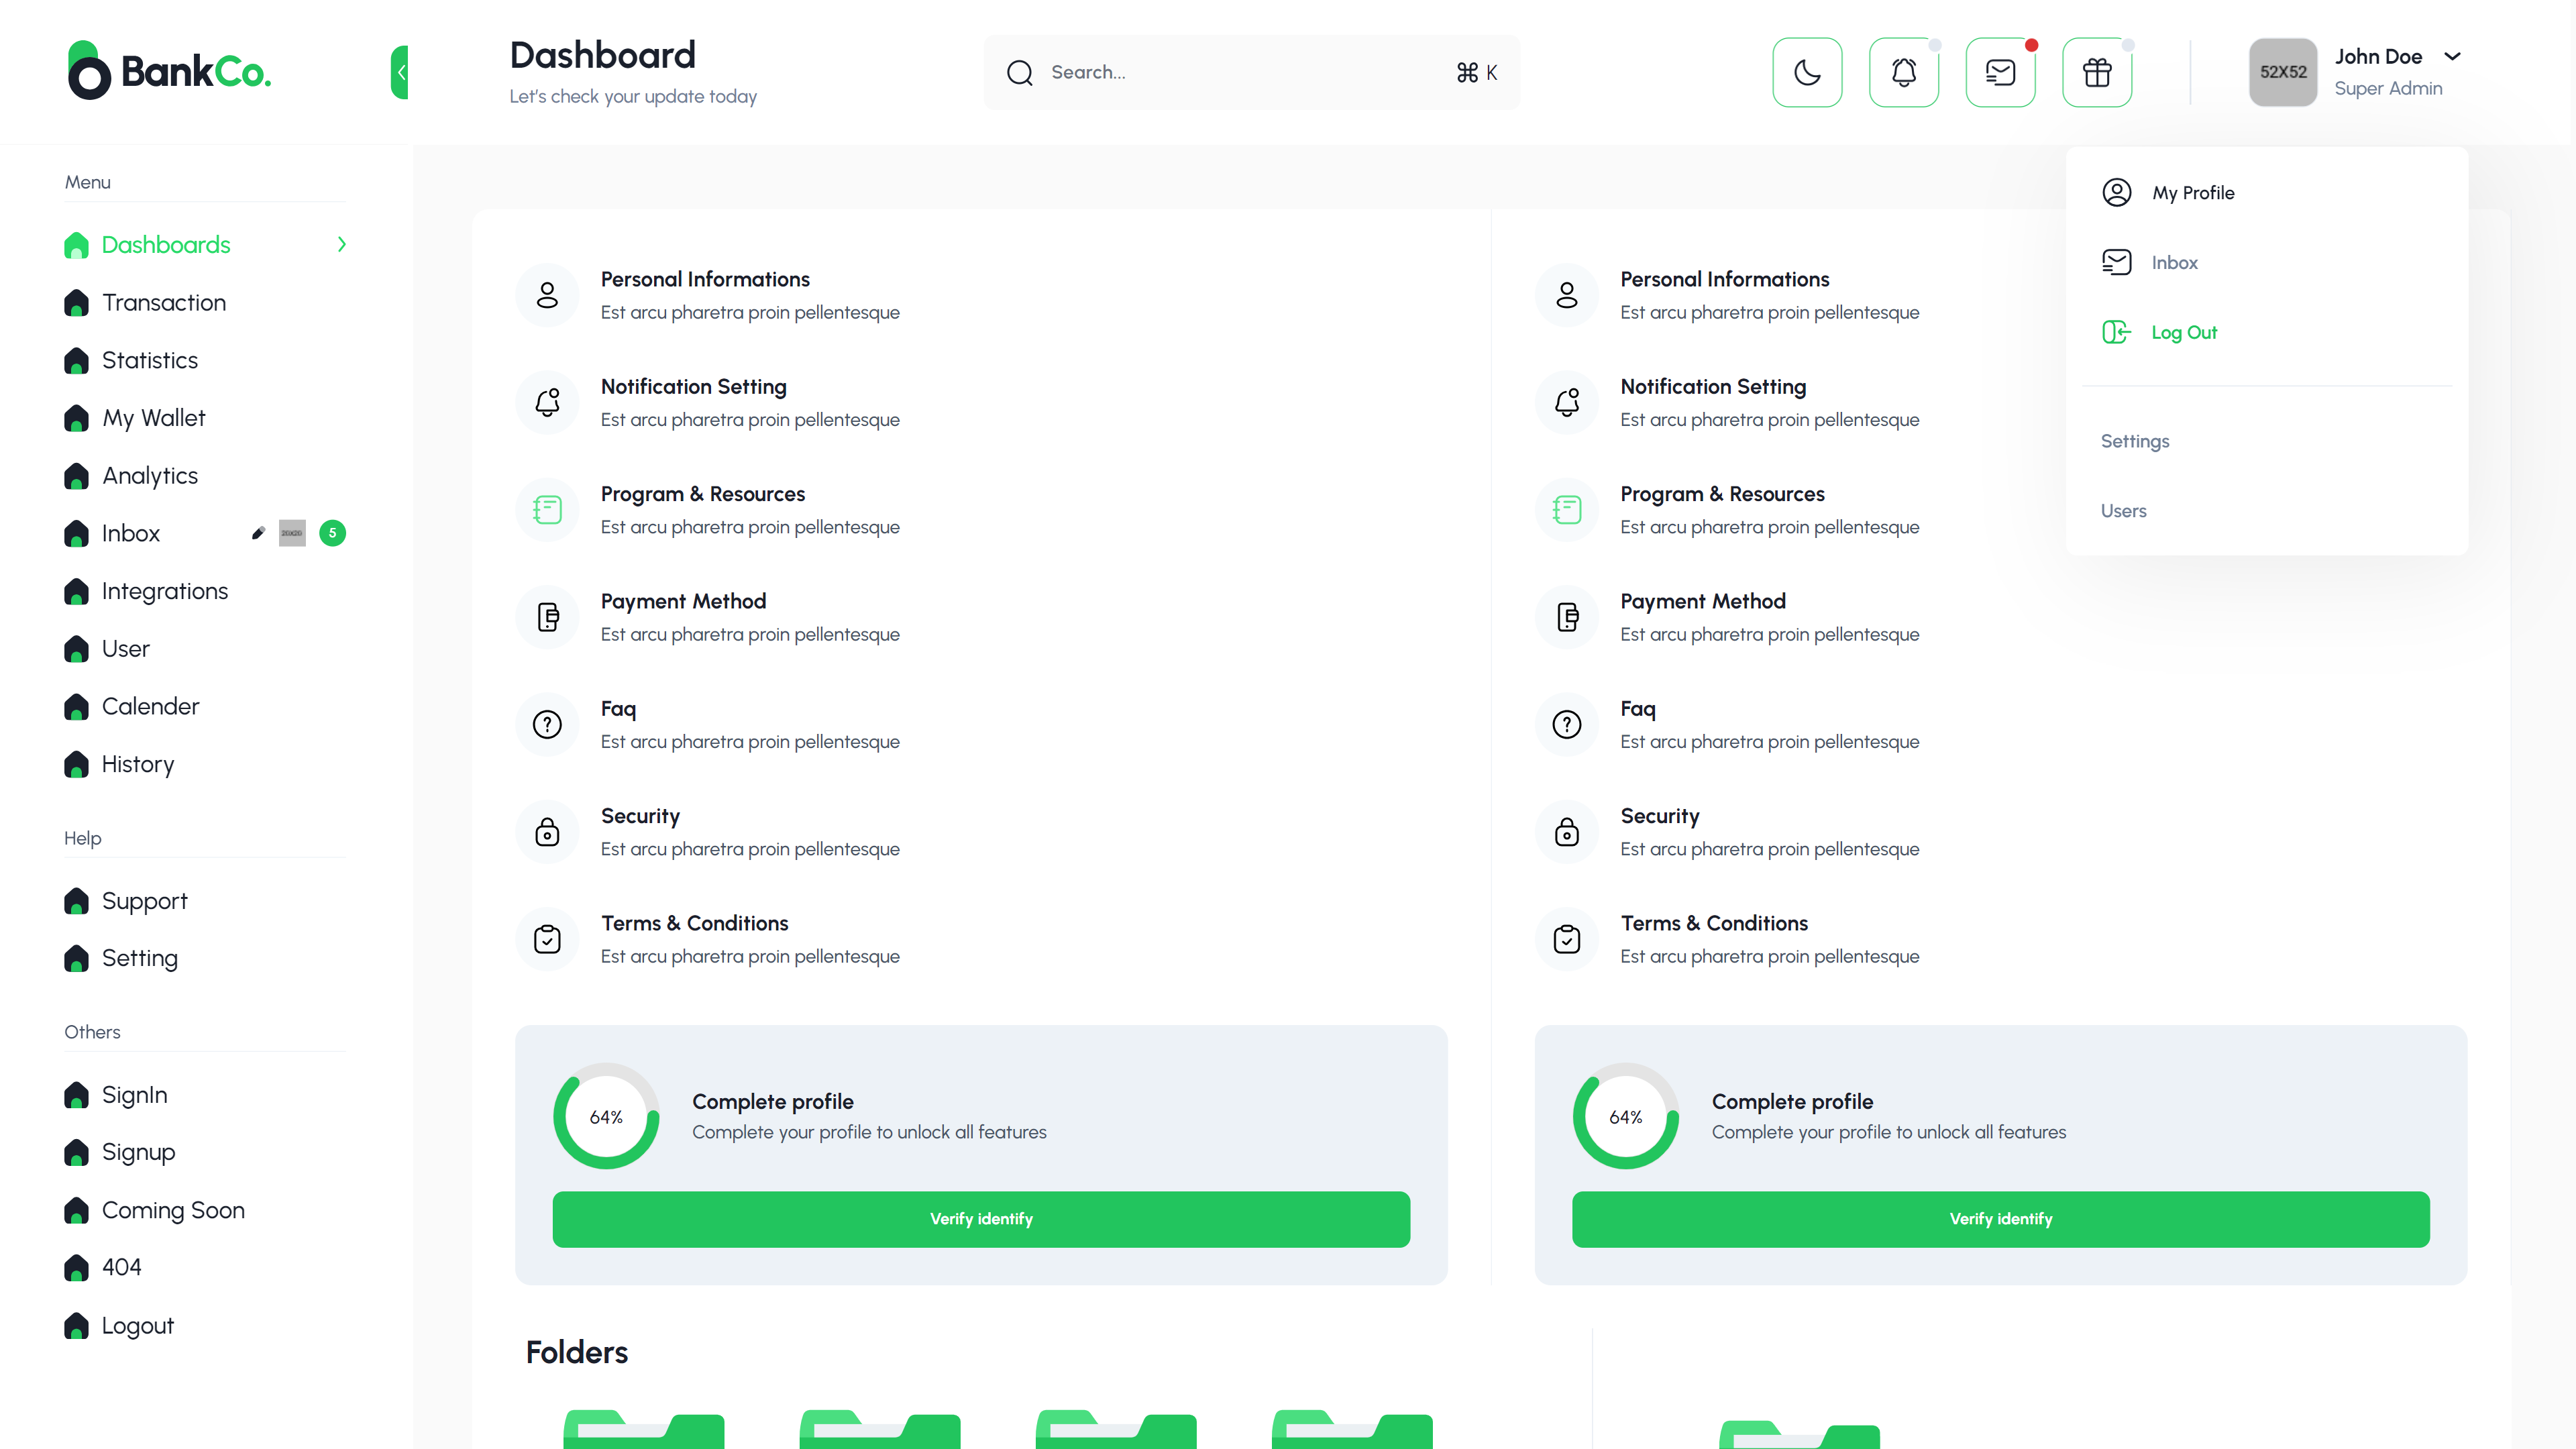 BankCo.
Dashboard
Let's check your update today
Search...
⌘ K
52X52
John Doe
Super Admin
My Profile
Inbox
Log Out
Settings
Users
Menu
Dashboards
Transaction
Statistics
My Wallet
Analytics
Inbox
5
Integrations
User
Calender
History
Help
Support
Setting
Others
SignIn
Signup
Coming Soon
404
Logout
Personal Informations
Est arcu pharetra proin pellentesque
Notification Setting
Est arcu pharetra proin pellentesque
Program & Resources
Est arcu pharetra proin pellentesque
Payment Method
Est arcu pharetra proin pellentesque
Faq
Est arcu pharetra proin pellentesque
Security
Est arcu pharetra proin pellentesque
Terms & Conditions
Est arcu pharetra proin pellentesque
64%
Complete profile
Complete your profile to unlock all features
Verify identify
Personal Informations
Est arcu pharetra proin pellentesque
Notification Setting
Est arcu pharetra proin pellentesque
Program & Resources
Est arcu pharetra proin pellentesque
Payment Method
Est arcu pharetra proin pellentesque
Faq
Est arcu pharetra proin pellentesque
Security
Est arcu pharetra proin pellentesque
Terms & Conditions
Est arcu pharetra proin pellentesque
64%
Complete profile
Complete your profile to unlock all features
Verify identify
Folders